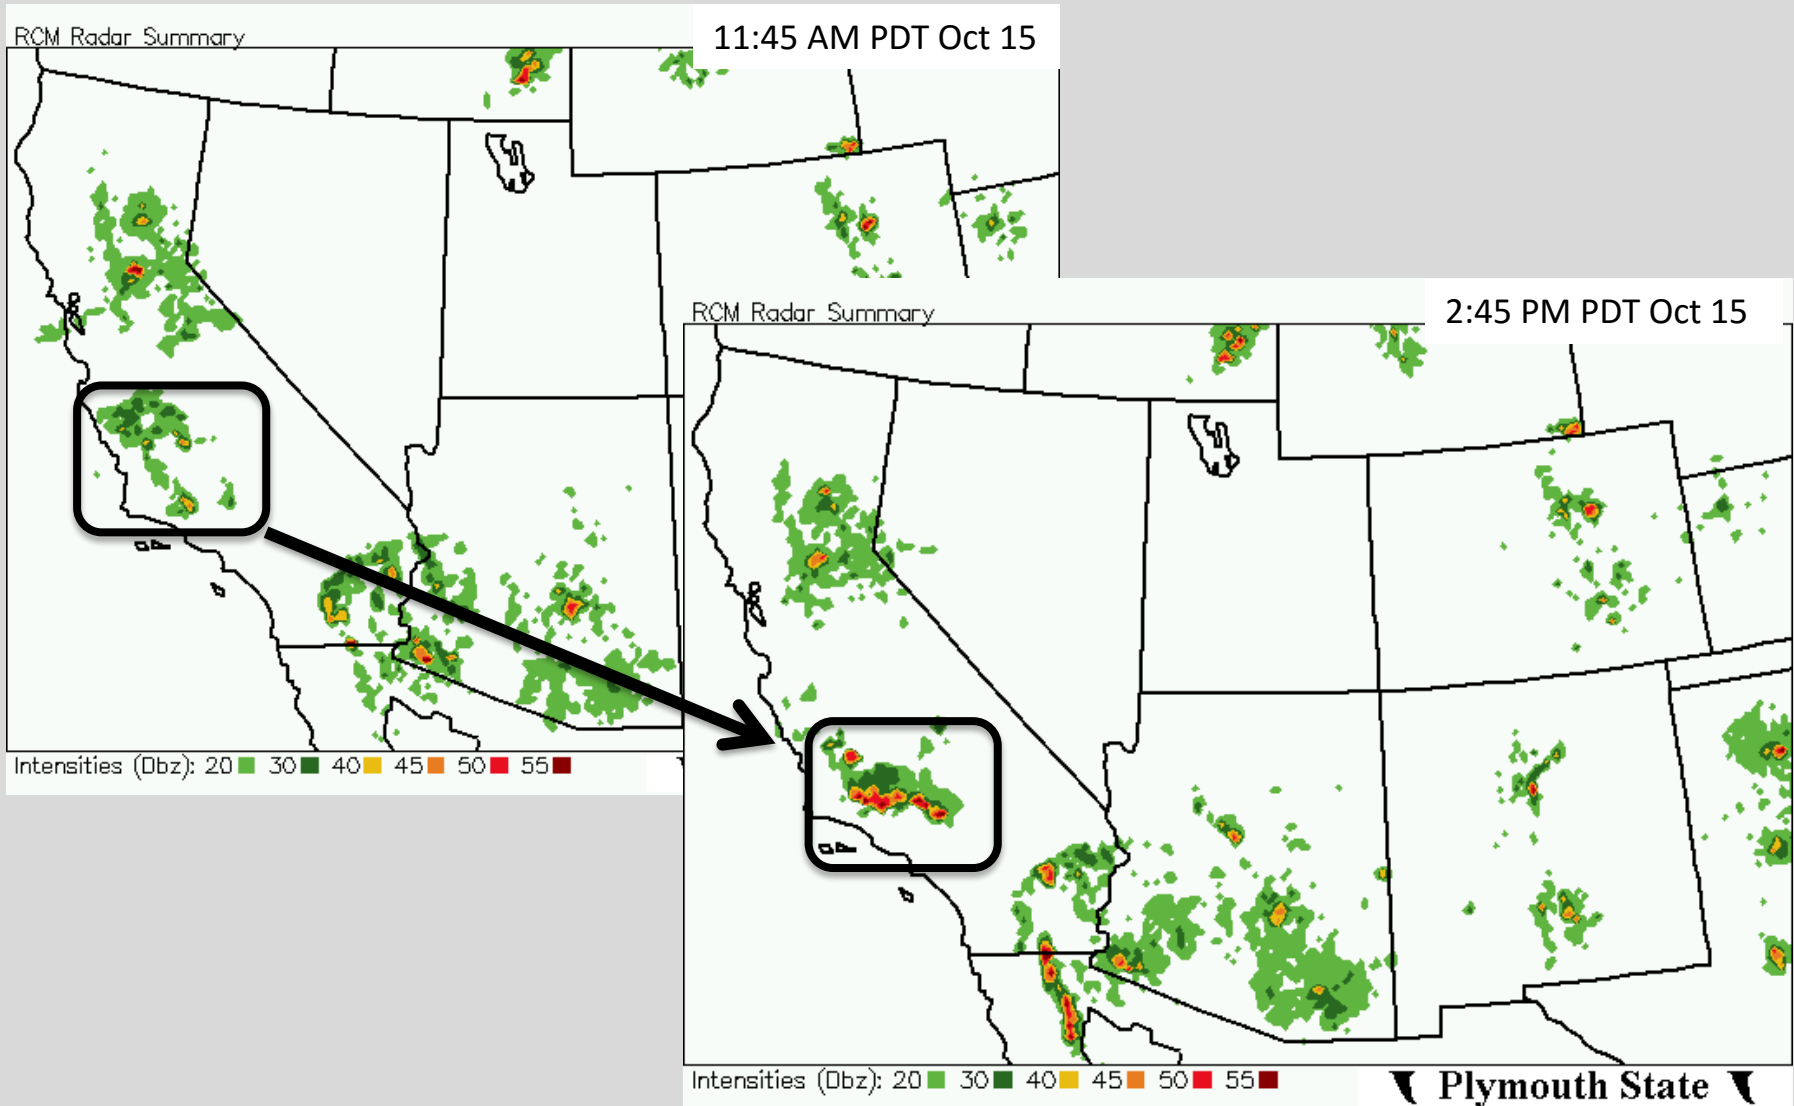 RCM Radar Summary
11:45 AM PDT Oct 15
Intensities (Dbz): 20 30 40 45 50 55
RCM Radar Summary
2:45 PM PDT Oct 15
Intensities (Dbz): 20 30 40 45 50 55
Plymouth State